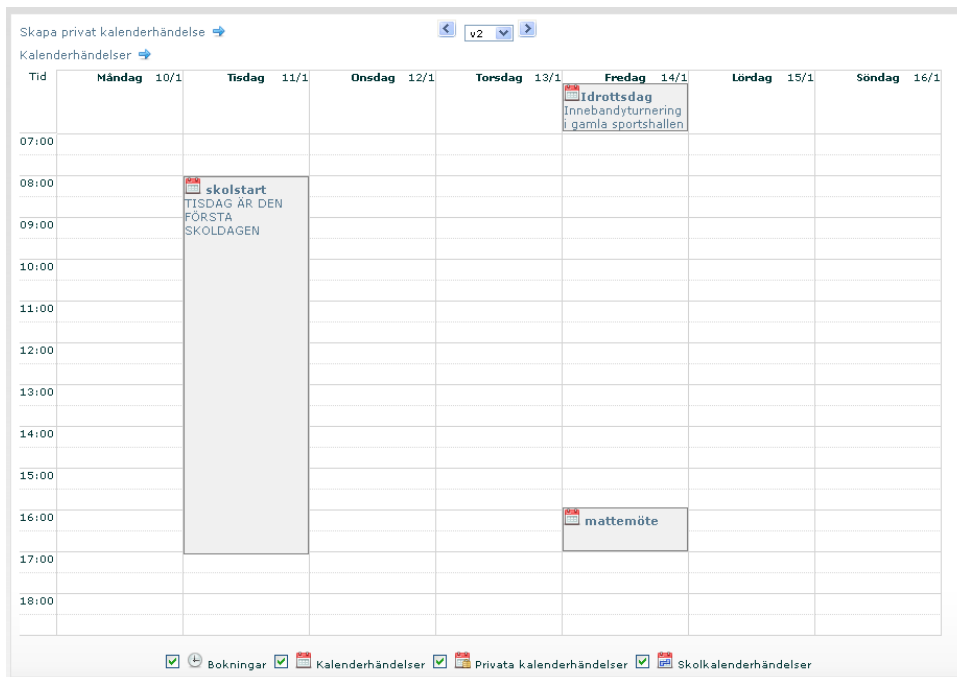 Skapa privat kalenderhändelse
v2
Kalenderhändelser
Tid Måndag 10/1 Tisdag 11/1 Onsdag 12/1 Torsdag 13/1 Fredag 14/1 Lördag 15/1 Söndag 16/1
Idrottsdag
Innebandyturnering
i gamla sportshallen
07:00
08:00
skolstart
TISDAG ÄR DEN
FÖRSTA
SKOLDAGEN
09:00
10:00
11:00
12:00
13:00
14:00
15:00
16:00
mattemöte
17:00
18:00
Bokningar Kalenderhändelser Privata kalenderhändelser Skolkalenderhändelser